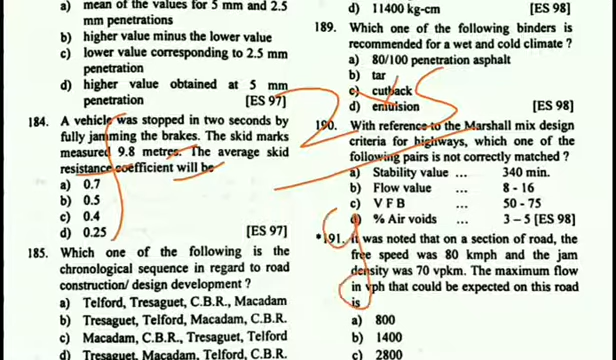 a) mean of the values for 5 mm and 2.5
mm penetrations
b) higher value minus the lower value
c) lower value corresponding to 2.5 mm
penetration
d) higher value obtained at 5 mm
penetration [ES 97]
184. A vehicle was stopped in two seconds by
fully jamming the brakes. The skid marks
measured 9.8 metres. The average skid
resistance coefficient will be
a) 0.7
b) 0.5
c) 0.4
d) 0.25 [ES 97]
185. Which one of the following is the
chronological sequence in regard to road
construction/ design development ?
a) Telford, Tresaguet, C.B.R., Macadam
b) Tresaguet, Telford, Macadam, C.B.R.
c) Macadam, C.B.R., Tresaguet, Telford
d) Tresaguet, Macadam, Telford, C.B.R.
d) 11400 kg-cm [ES 98]
189. Which one of the following binders is
recommended for a wet and cold climate ?
a) 80/100 penetration asphalt
b) tar
c) cutback
d) emulsion [ES 98]
190. With reference to the Marshall mix design
criteria for highways, which one of the
following pairs is not correctly matched ?
a) Stability value ... 340 min.
b) Flow value ... 8 - 16
c) V F B ... 50 - 75
d) % Air voids ... 3 – 5 [ES 98]
*191. It was noted that on a section of road, the
free speed was 80 kmph and the jam
density was 70 vpkm. The maximum flow
in vph that could be expected on this road
is
a) 800
b) 1400
c) 2800